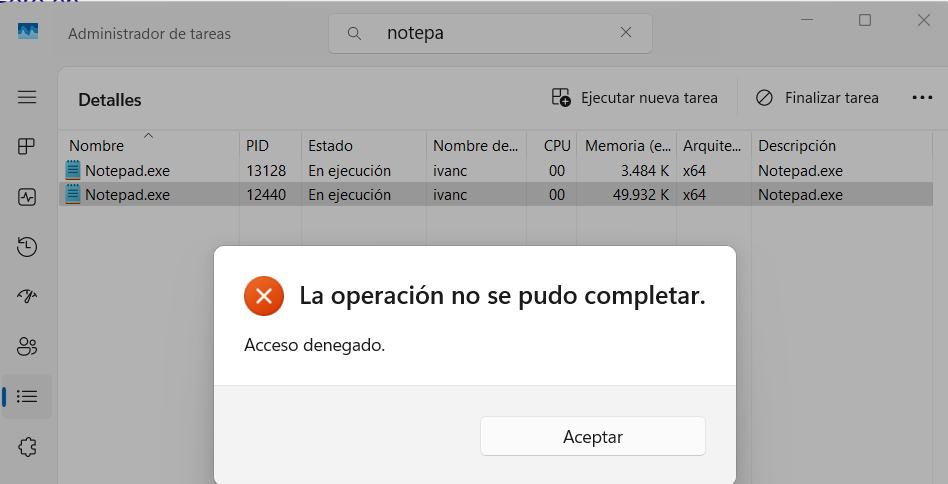 Administrador de tareas
notepa
Detalles
Ejecutar nueva tarea
Finalizar tarea
Nombre PID Estado Nombre de... CPU Memoria (e... Arquite... Descripción
Notepad.exe 13128 En ejecución ivanc 00 3.484 K x64 Notepad.exe
Notepad.exe 12440 En ejecución ivanc 00 49.932 K x64 Notepad.exe
La operación no se pudo completar.
Acceso denegado.
Aceptar